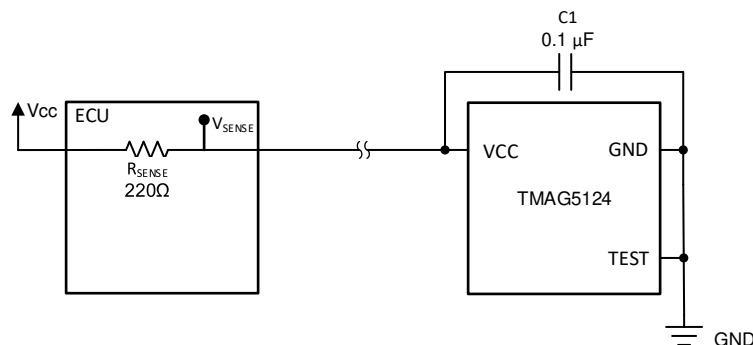 C1
0.1 µF
Vcc
ECU
VSENSE
RSENSE
220Ω
VCC
GND
TMAG5124
TEST
GND